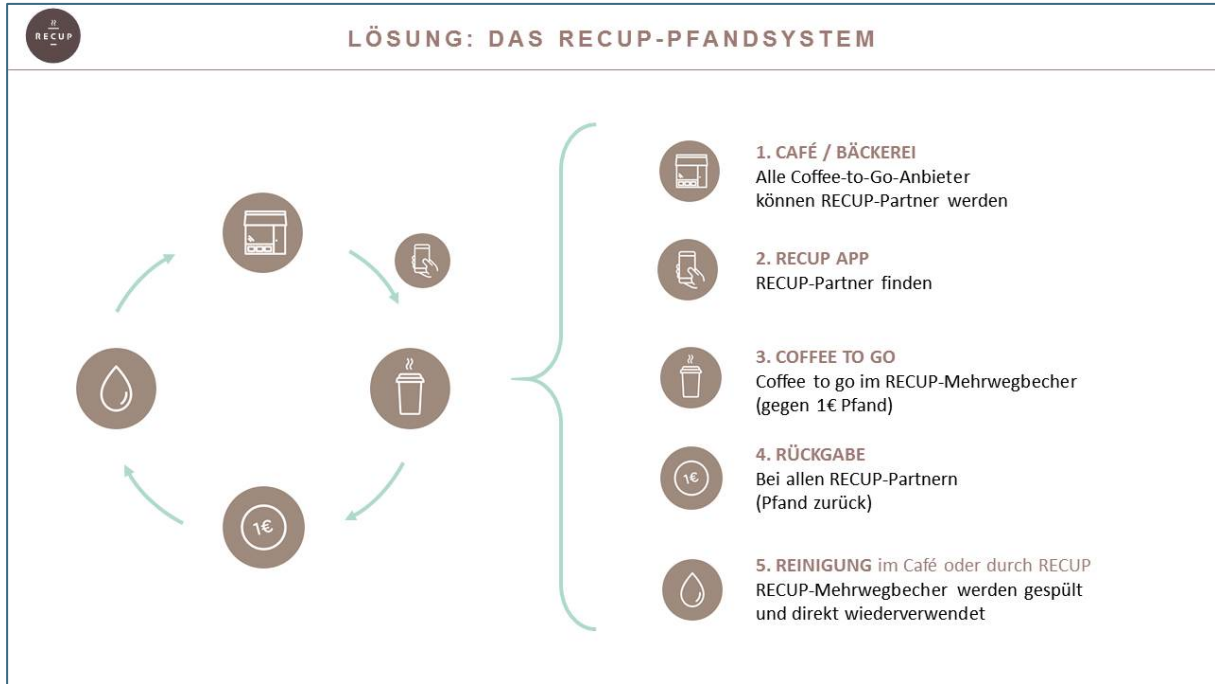 RECUP
LÖSUNG: DAS RECUP-PFANDSYSTEM
1€
1. CAFÉ / BÄCKEREI
Alle Coffee-to-Go-Anbieter
können RECUP-Partner werden
2. RECUP APP
RECUP-Partner finden
3. COFFEE TO GO
Coffee to go im RECUP-Mehrwegbecher
(gegen 1€ Pfand)
1€
4. RÜCKGABE
Bei allen RECUP-Partnern
(Pfand zurück)
5. REINIGUNG im Café oder durch RECUP
RECUP-Mehrwegbecher werden gespült
und direkt wiederverwendet